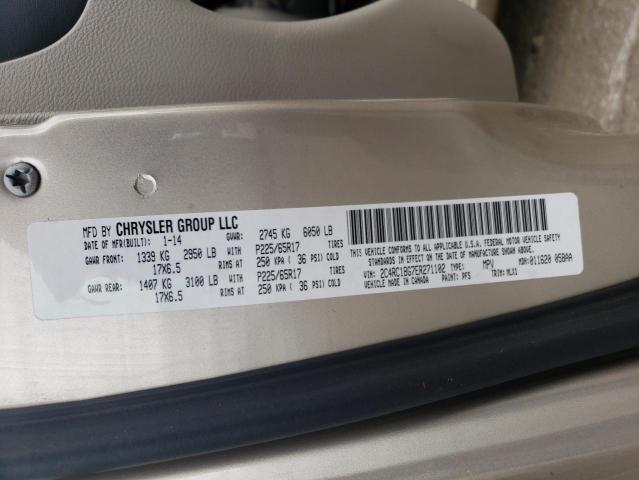 MFD BY CHRYSLER GROUP LLC
DATE OF MFR(BUILT): 1-14 GVWR: 2745 KG 6050 LB
GAWR FRONT: 1339 KG 2950 LB WITH P225/65R17 TIRES
17X6.5 RIMS AT 250 KPA ( 36 PSI) COLD
GAWR REAR: 1407 KG 3100 LB WITH P225/65R17 TIRES
17X6.5 RIMS AT 250 KPA ( 36 PSI) COLD
THIS VEHICLE CONFORMS TO ALL APPLICABLE U.S.A. FEDERAL MOTOR VEHICLE SAFETY
STANDARDS IN EFFECT ON THE DATE OF MANUFACTURE SHOWN ABOVE.
VIN: 2C4RC1BG7ER271102 TYPE: MPV MDH:011620 058AA
VEHICLE MADE IN CANADA PAINT: PFS TRIM: MLX1